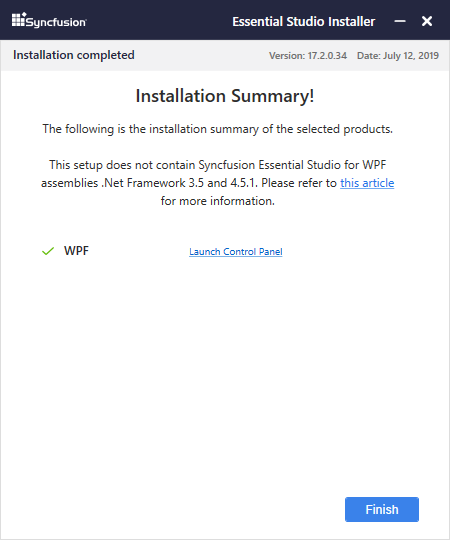 Syncfusion Essential Studio Installer
Installation completed Version: 17.2.0.34 Date: July 12, 2019
Installation Summary!
The following is the installation summary of the selected products.
This setup does not contain Syncfusion Essential Studio for WPF
assemblies .Net Framework 3.5 and 4.5.1. Please refer to this article
for more information.
WPF Launch Control Panel
Finish